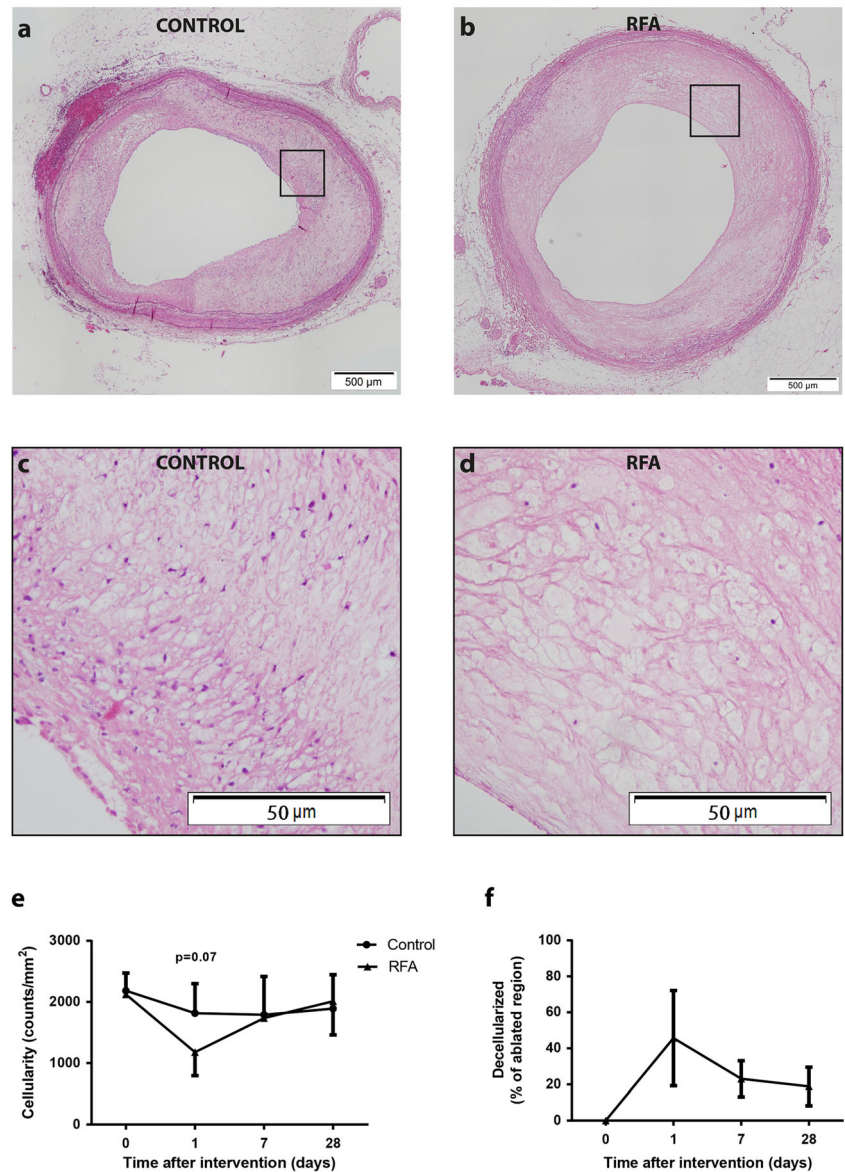 a
CONTROL
500 µm
b
RFA
500 µm
c
CONTROL
50 µm
d
RFA
50 µm
e
Cellularity (counts/mm²)
3000
2000
1000
0
p=0.07
Control
RFA
0 1 7 28
Time after intervention (days)
f
Decellularized
(% of ablated region)
100
80
60
40
20
0
0 1 7 28
Time after intervention (days)